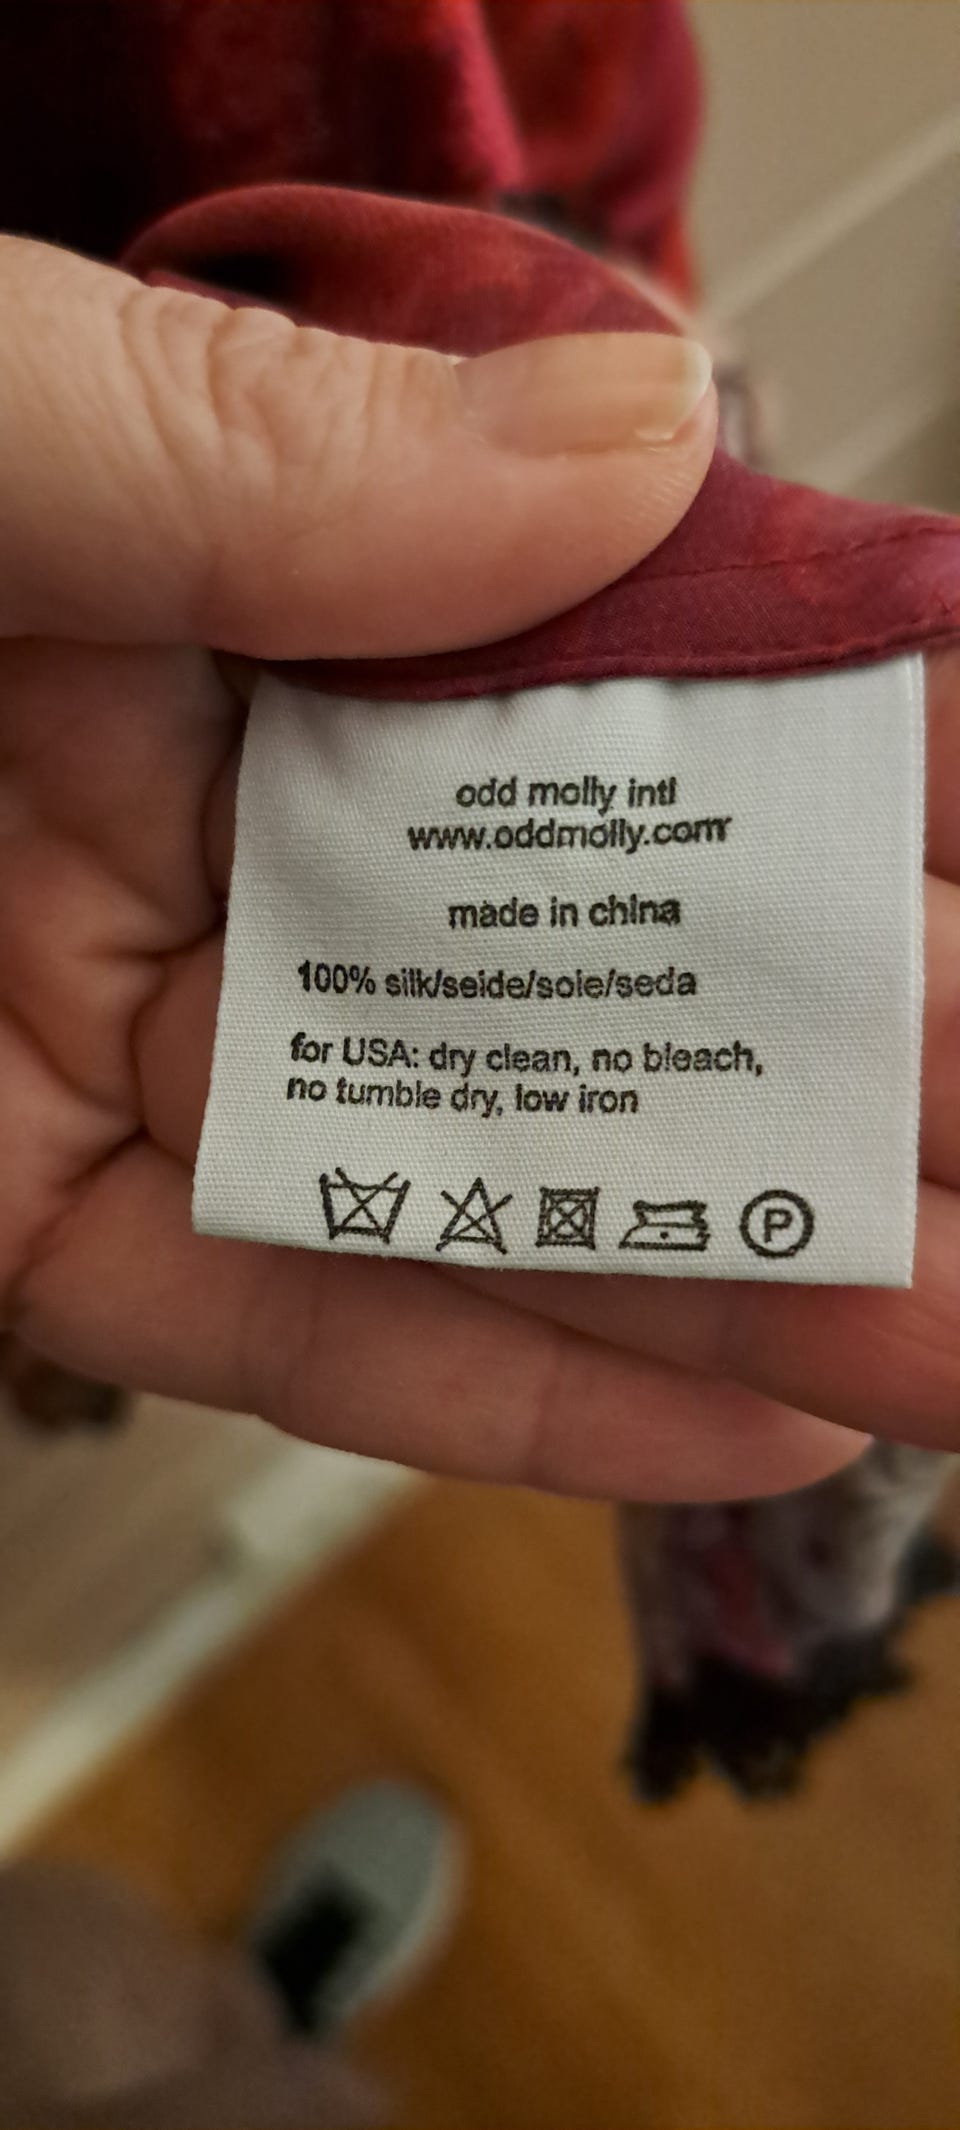 odd molly intl
www.oddmolly.com
made in china
100% silk/seide/soie/seda
for USA: dry clean, no bleach,
no tumble dry, low iron
P